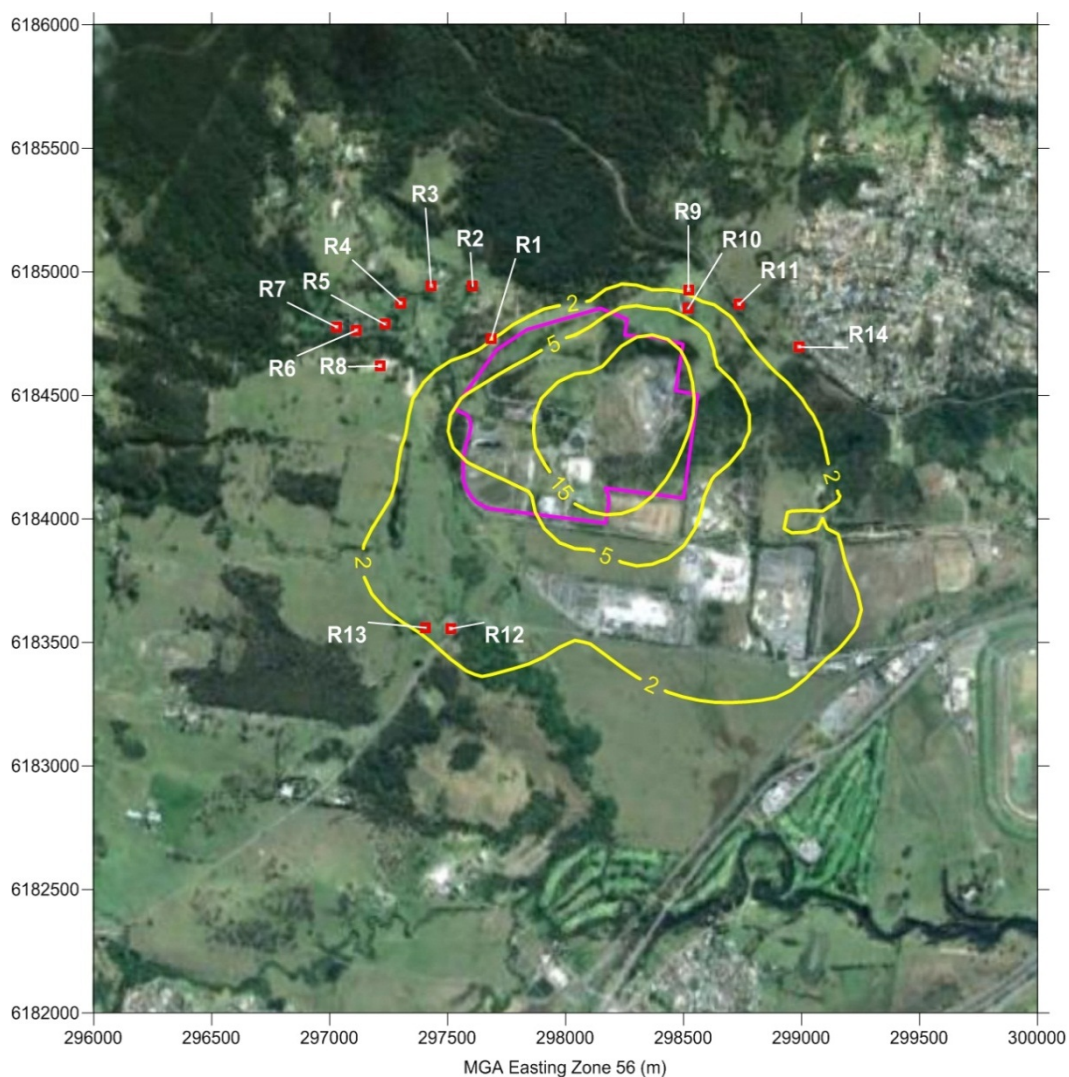 6186000
6185500
R3
R9
R2
R4
R1
R10
R11
6185000
R5
R7
2
5
R14
R6
R8
6184500
2
15
6184000
5
2
6183500
R13
R12
2
6183000
6182500
6182000
296000 296500 297000 297500 298000 298500 299000 299500 300000
MGA Easting Zone 56 (m)